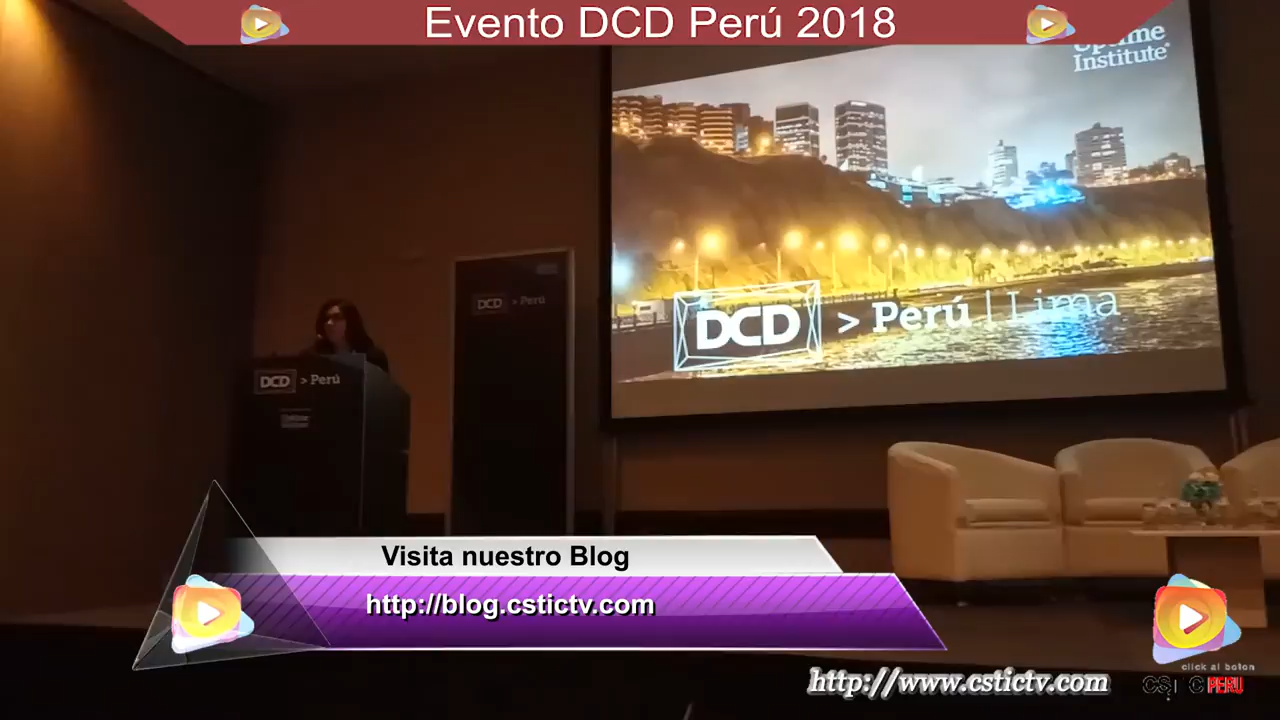 Evento DCD Perú 2018
Uptime
Institute
DCD > Perú | Lima
DCD > Perú
DCD > Perú
Visita nuestro Blog
http://blog.cstictv.com
http://www.cstictv.com
click al boton
PERU